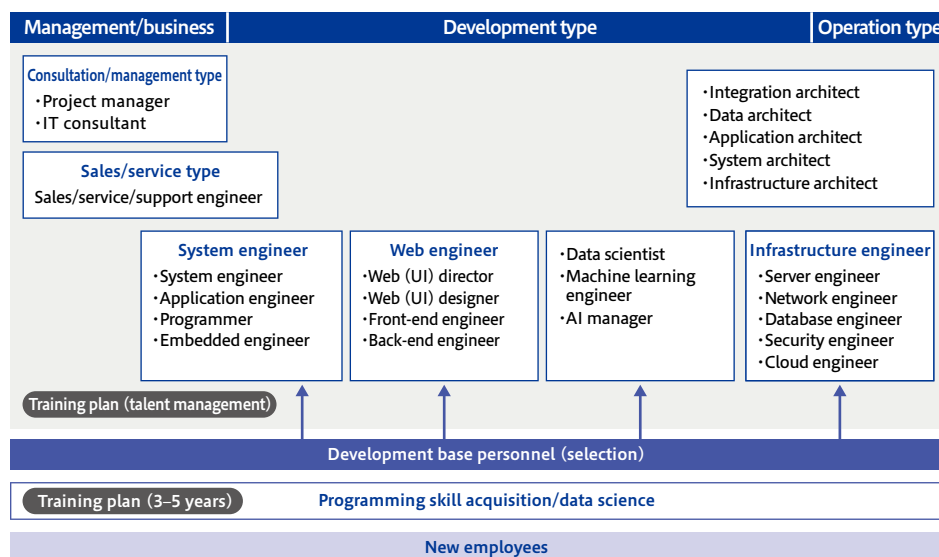 Management/business
Development type
Operation type
Consultation/management type
・Project manager
・IT consultant
Sales/service type
Sales/service/support engineer
・Integration architect
・Data architect
・Application architect
・System architect
・Infrastructure architect
System engineer
・System engineer
・Application engineer
・Programmer
・Embedded engineer
Web engineer
・Web (UI) director
・Web (UI) designer
・Front-end engineer
・Back-end engineer
・Data scientist
・Machine learning
engineer
・AI manager
Infrastructure engineer
・Server engineer
・Network engineer
・Database engineer
・Security engineer
・Cloud engineer
Training plan (talent management)
Development base personnel (selection)
Training plan (3–5 years)
Programming skill acquisition/data science
New employees